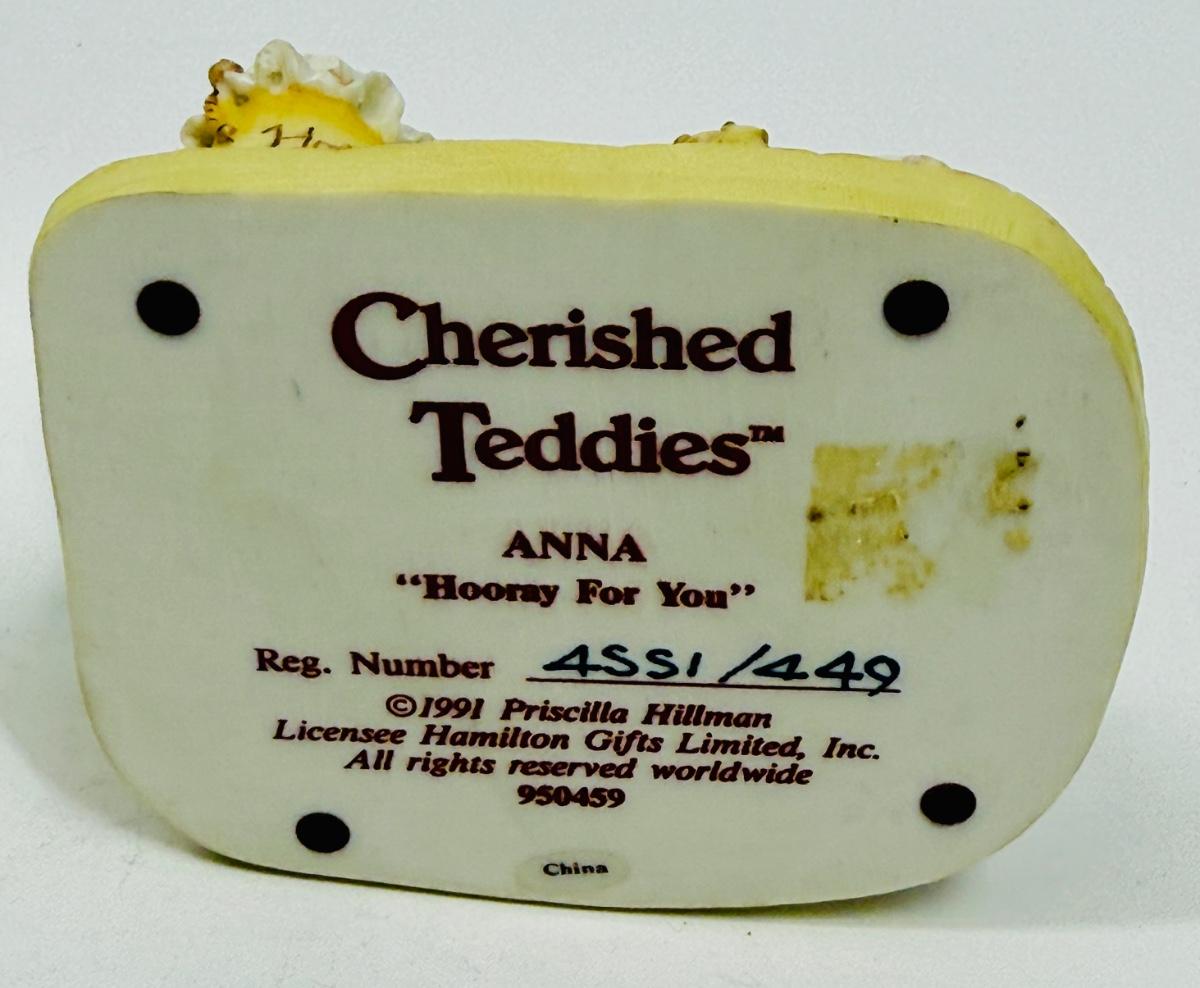 Ho
Cherished
Teddies™
ANNA
“Hooray For You”
Reg. Number 4SS1/449
©1991 Priscilla Hillman
Licensee Hamilton Gifts Limited, Inc.
All rights reserved worldwide
950459
China